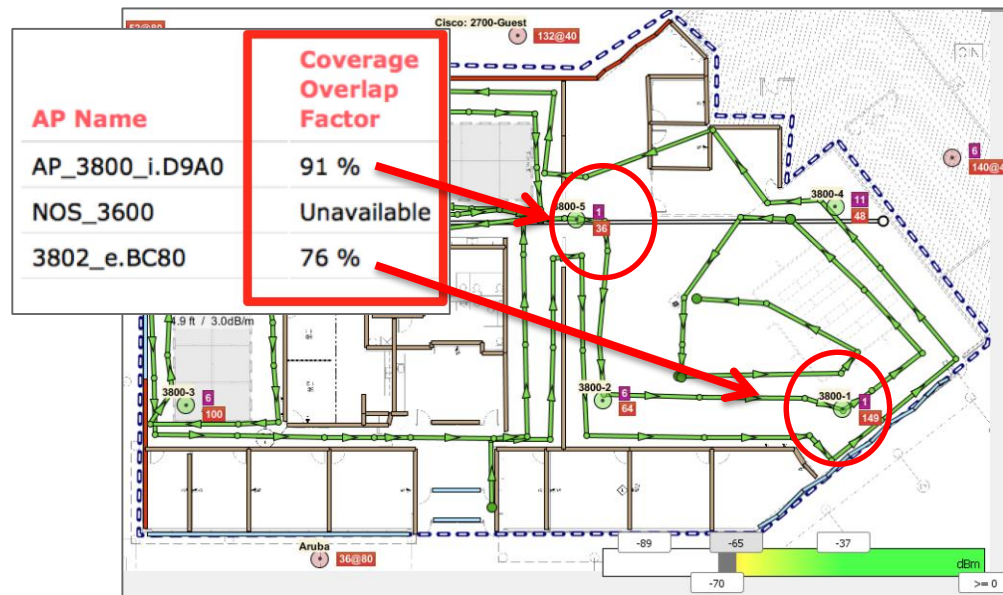 52@80
Cisco: 2700-Guest
132@40
AP Name
Coverage
Overlap
Factor
AP_3800_i.D9A0
91 %
NOS_3600
Unavailable
3802_e.BC80
76 %
6
140@4
3800-5
1
36
3800-4
11
48
4.9 ft / 3.0dB/m
3800-3
6
100
3800-2
6
64
3800-1
1
149
Aruba
36@80
-89
-65
-37
dBm
-70
>= 0